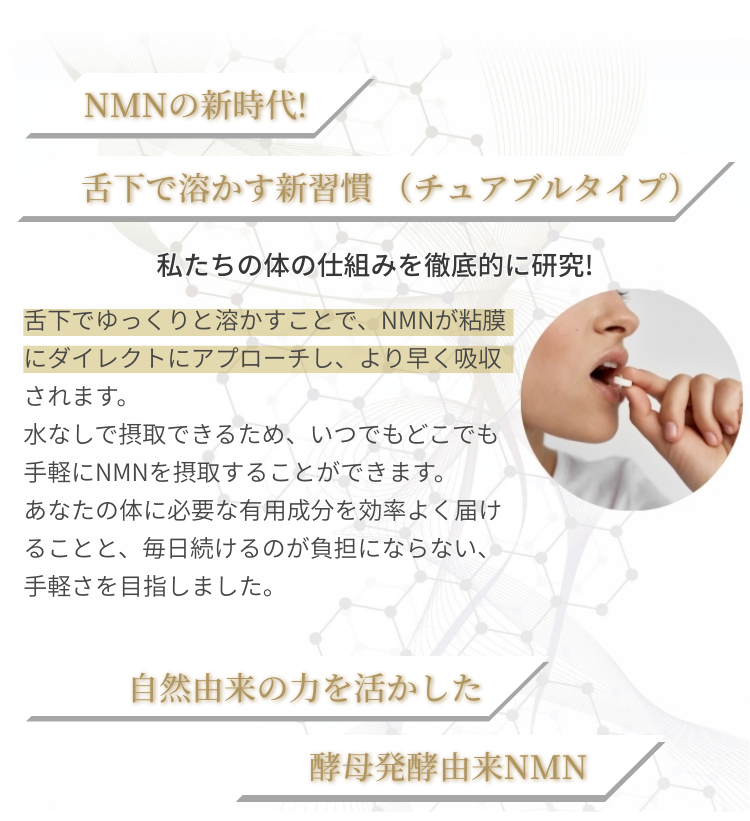 NMNの新時代!
舌下で溶かす新習慣 （チュアブルタイプ）
私たちの体の仕組みを徹底的に研究!
舌下でゆっくりと溶かすことで、NMNが粘膜
にダイレクトにアプローチし、より早く吸収
されます。
水なしで摂取できるため、いつでもどこでも
手軽にNMNを摂取することができます。
あなたの体に必要な有用成分を効率よく届け
ることと、毎日続けるのが負担にならない、
手軽さを目指しました。
自然由来の力を活かした
酵母発酵由来NMN